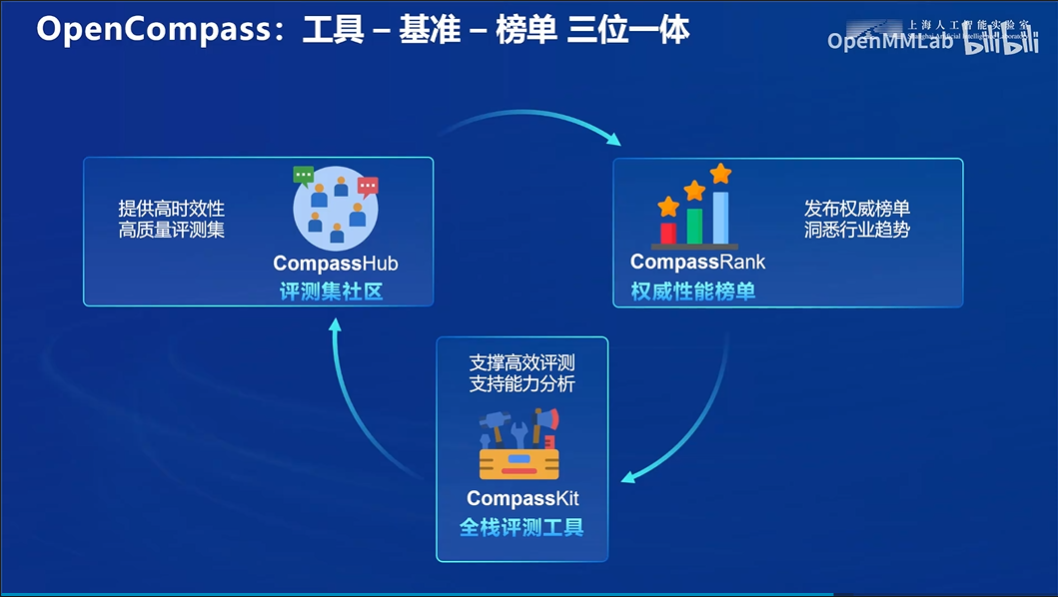 OpenCompass：工具 – 基准 – 榜单 三位一体
上海人工智能实验室
OpenMMLab
bilibili
提供高时效性
高质量评测集
CompassHub
评测集社区
发布权威榜单
洞悉行业趋势
CompassRank
权威性能榜单
支撑高效评测
支持能力分析
CompassKit
全栈评测工具